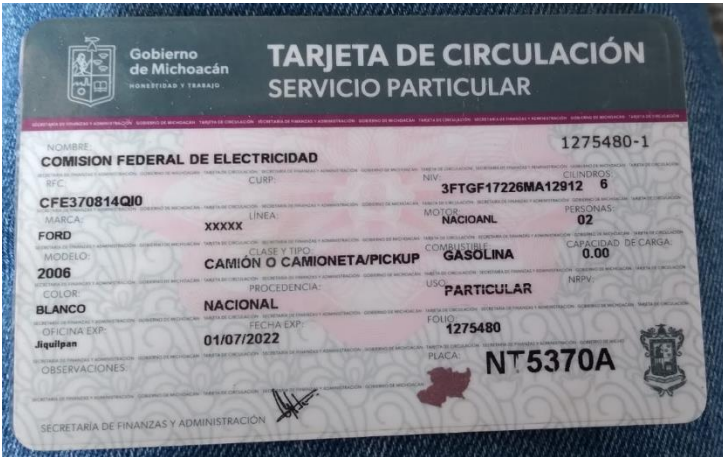 Gobierno
de Michoacán
HONESTIDAD Y TRABAJO
TARJETA DE CIRCULACIÓN
SERVICIO PARTICULAR
1275480-1
NOMBRE:
COMISION FEDERAL DE ELECTRICIDAD
RFC: CURP: NIV: CILINDROS:
CFE370814QI0 3FTGF17226MA12912 6
MARCA: LÍNEA: MOTOR: PERSONAS:
FORD XXXXX NACIOANL 02
MODELO: CLASE Y TIPO: COMBUSTIBLE: CAPACIDAD DE CARGA:
2006 CAMIÓN O CAMIONETA/PICKUP GASOLINA 0.00
COLOR: PROCEDENCIA: USO: NRPV:
BLANCO NACIONAL PARTICULAR
OFICINA EXP: FECHA EXP: FOLIO:
Jiquilpan 01/07/2022 1275480
OBSERVACIONES: PLACA: NT5370A
SECRETARÍA DE FINANZAS Y ADMINISTRACIÓN